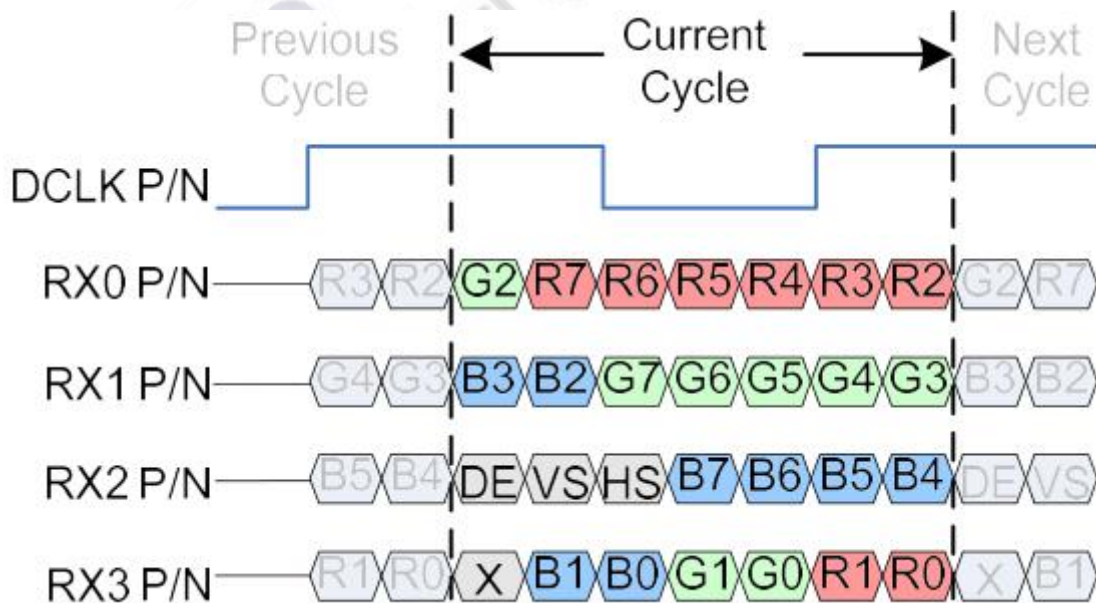 Previous Cycle
Current Cycle
Next Cycle
DCLK P/N
RX0 P/N R3 R2 G2 R7 R6 R5 R4 R3 R2 G2 R7
RX1 P/N G4 G3 B3 B2 G7 G6 G5 G4 G3 B3 B2
RX2 P/N B5 B4 DE VS HS B7 B6 B5 B4 DE VS
RX3 P/N R1 R0 X B1 B0 G1 G0 R1 R0 X B1